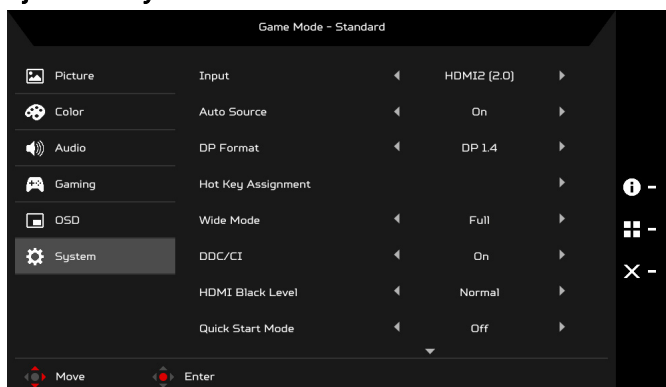 Game Mode - Standard
Picture
Input HDMI2 (2.0)
Color
Auto Source On
Audio
DP Format DP 1.4
Gaming
Hot Key Assignment
OSD
Wide Mode Full
System
DDC/CI On
HDMI Black Level Normal
Quick Start Mode Off
Move Enter